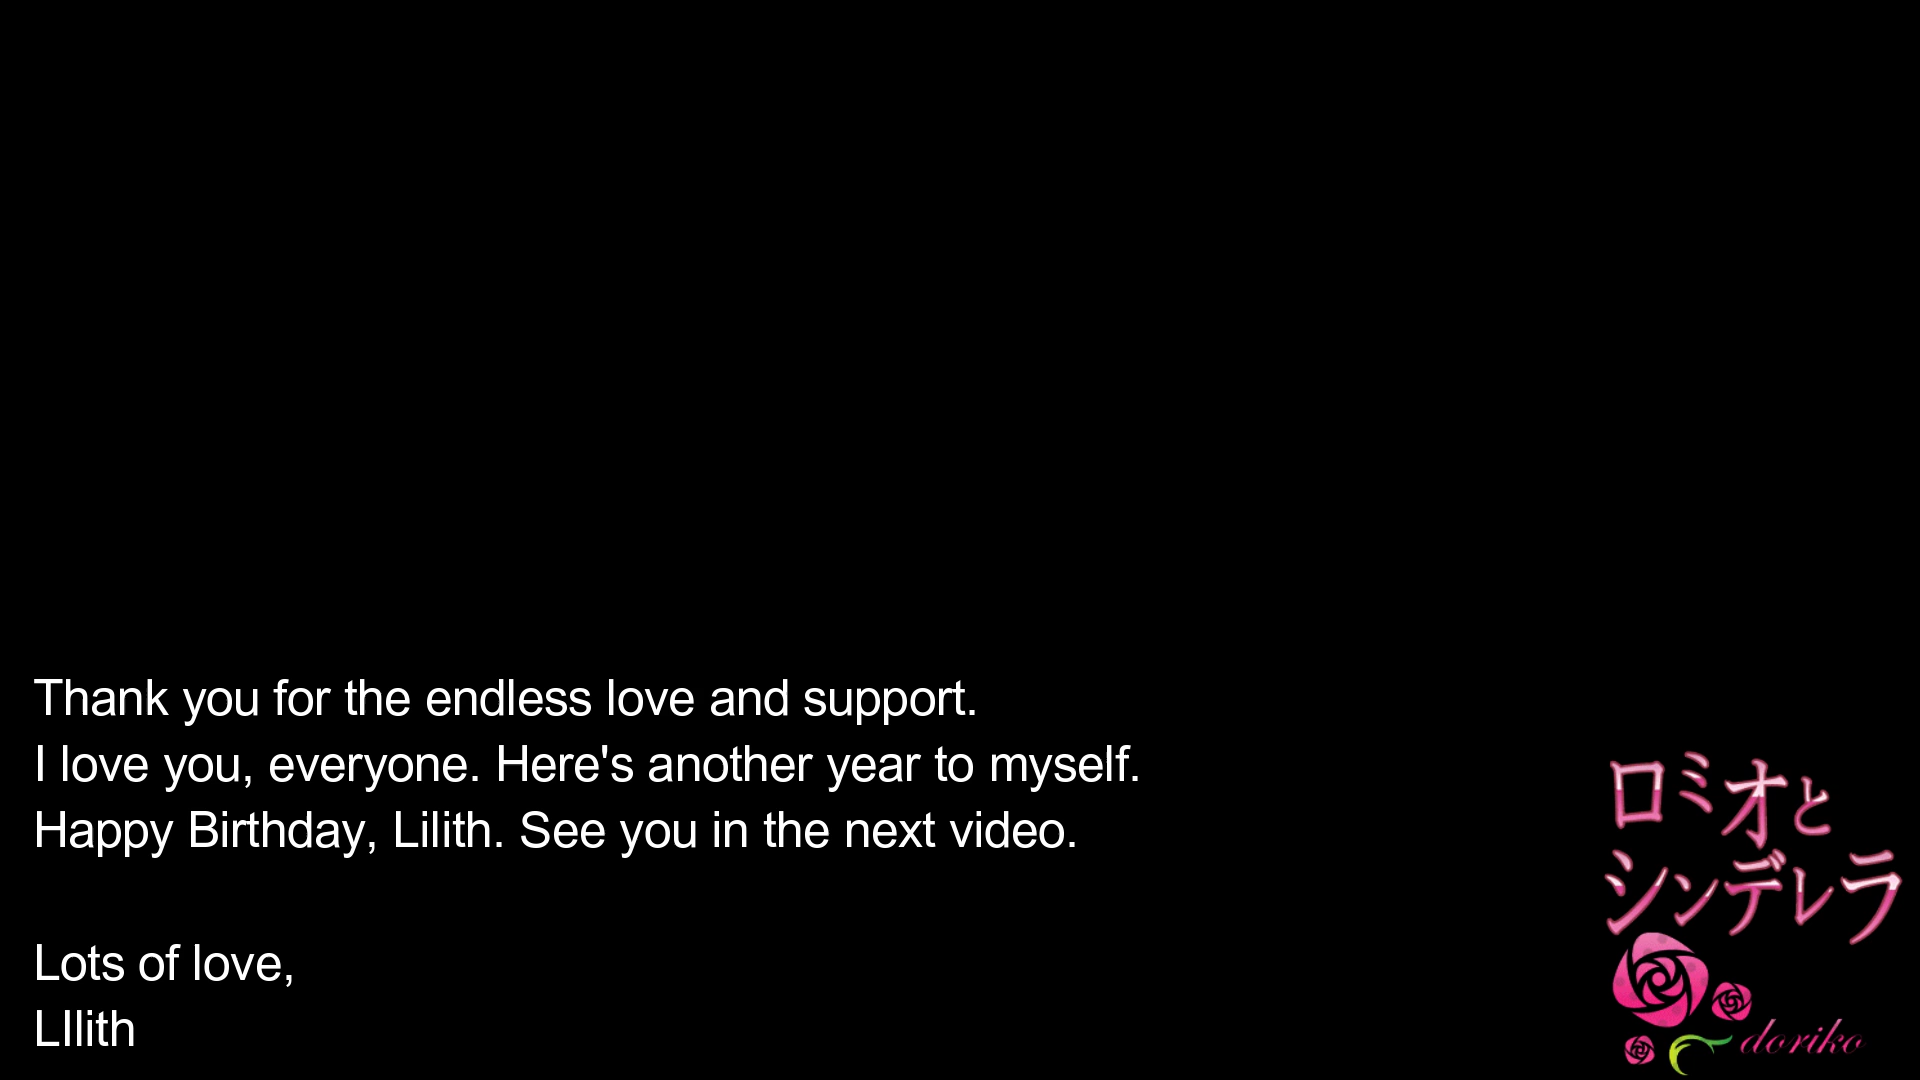 Thank you for the endless love and support.
I love you, everyone. Here's another year to myself.
Happy Birthday, Lilith. See you in the next video.
Lots of love,
LIlith
ロミオと
シンデレラ
doriko